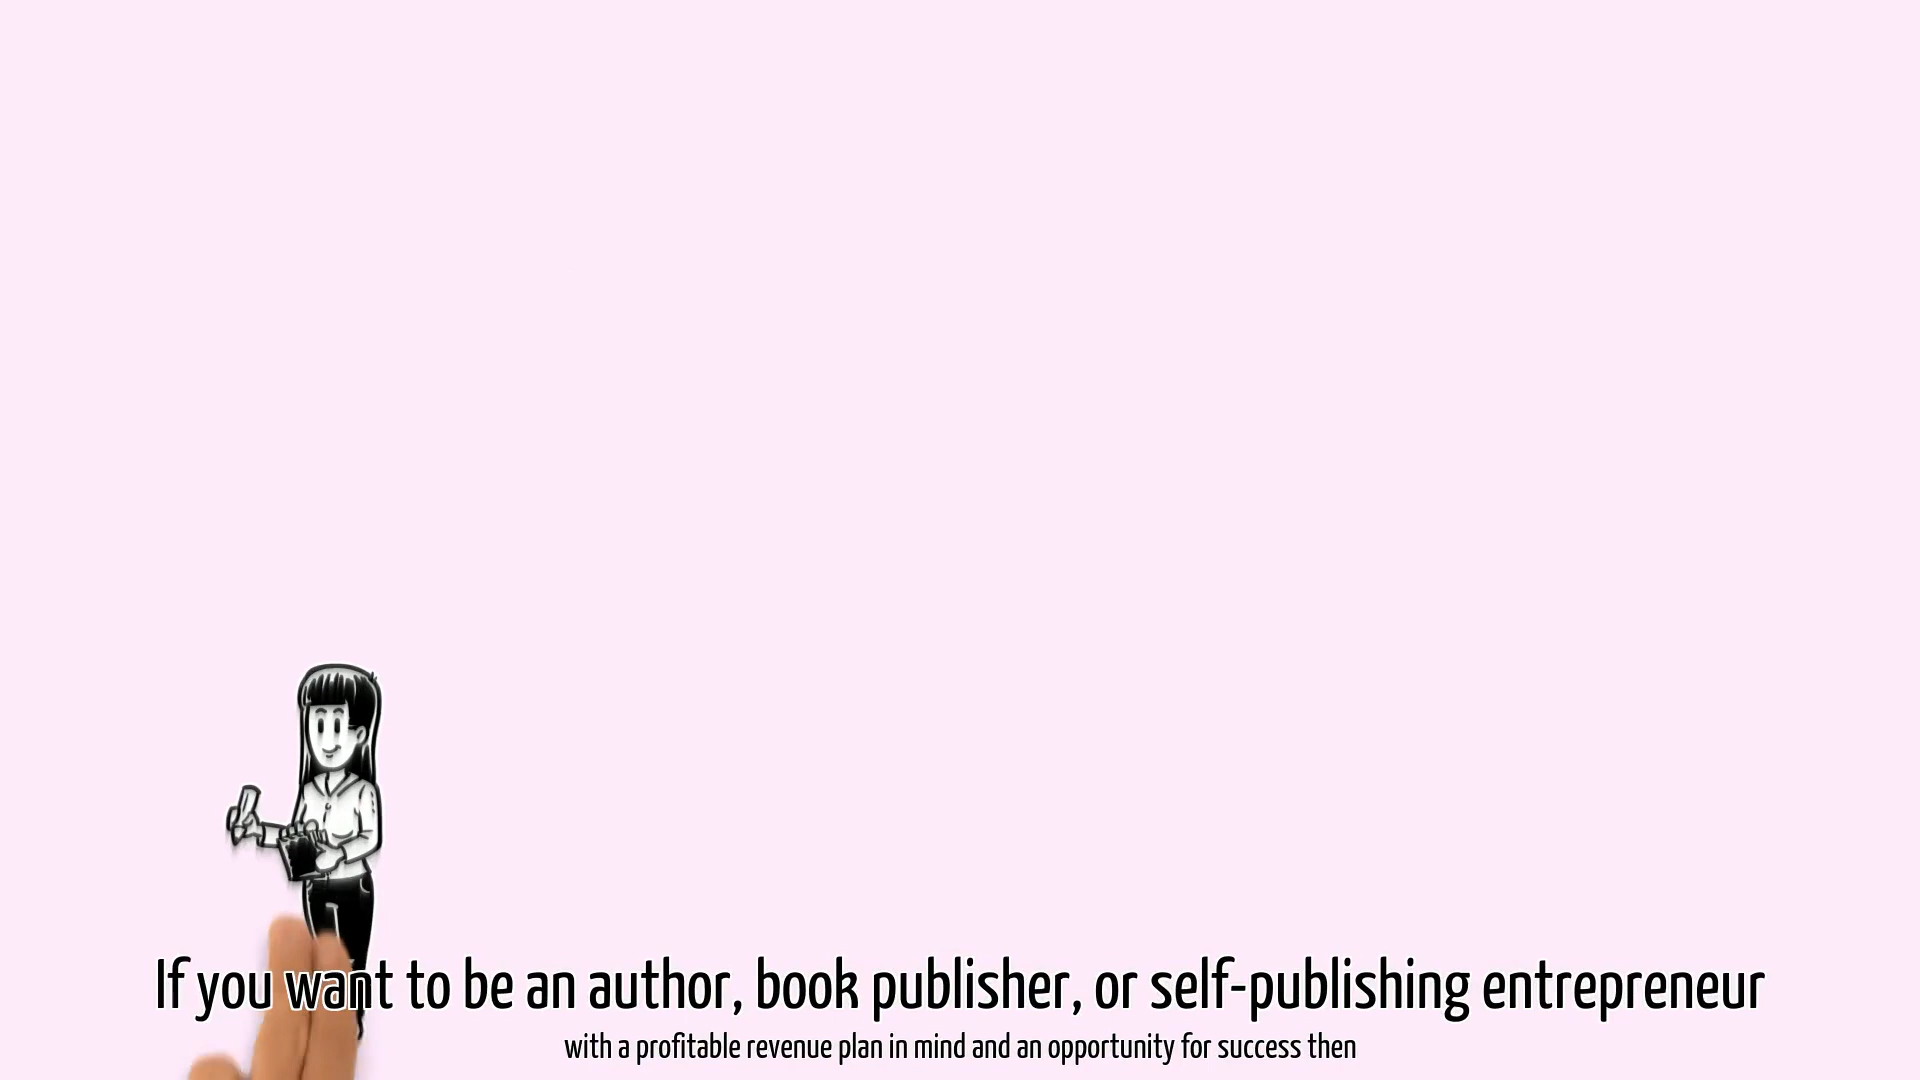 If you want to be an author, book publisher, or self-publishing entrepreneur
with a profitable revenue plan in mind and an opportunity for success then